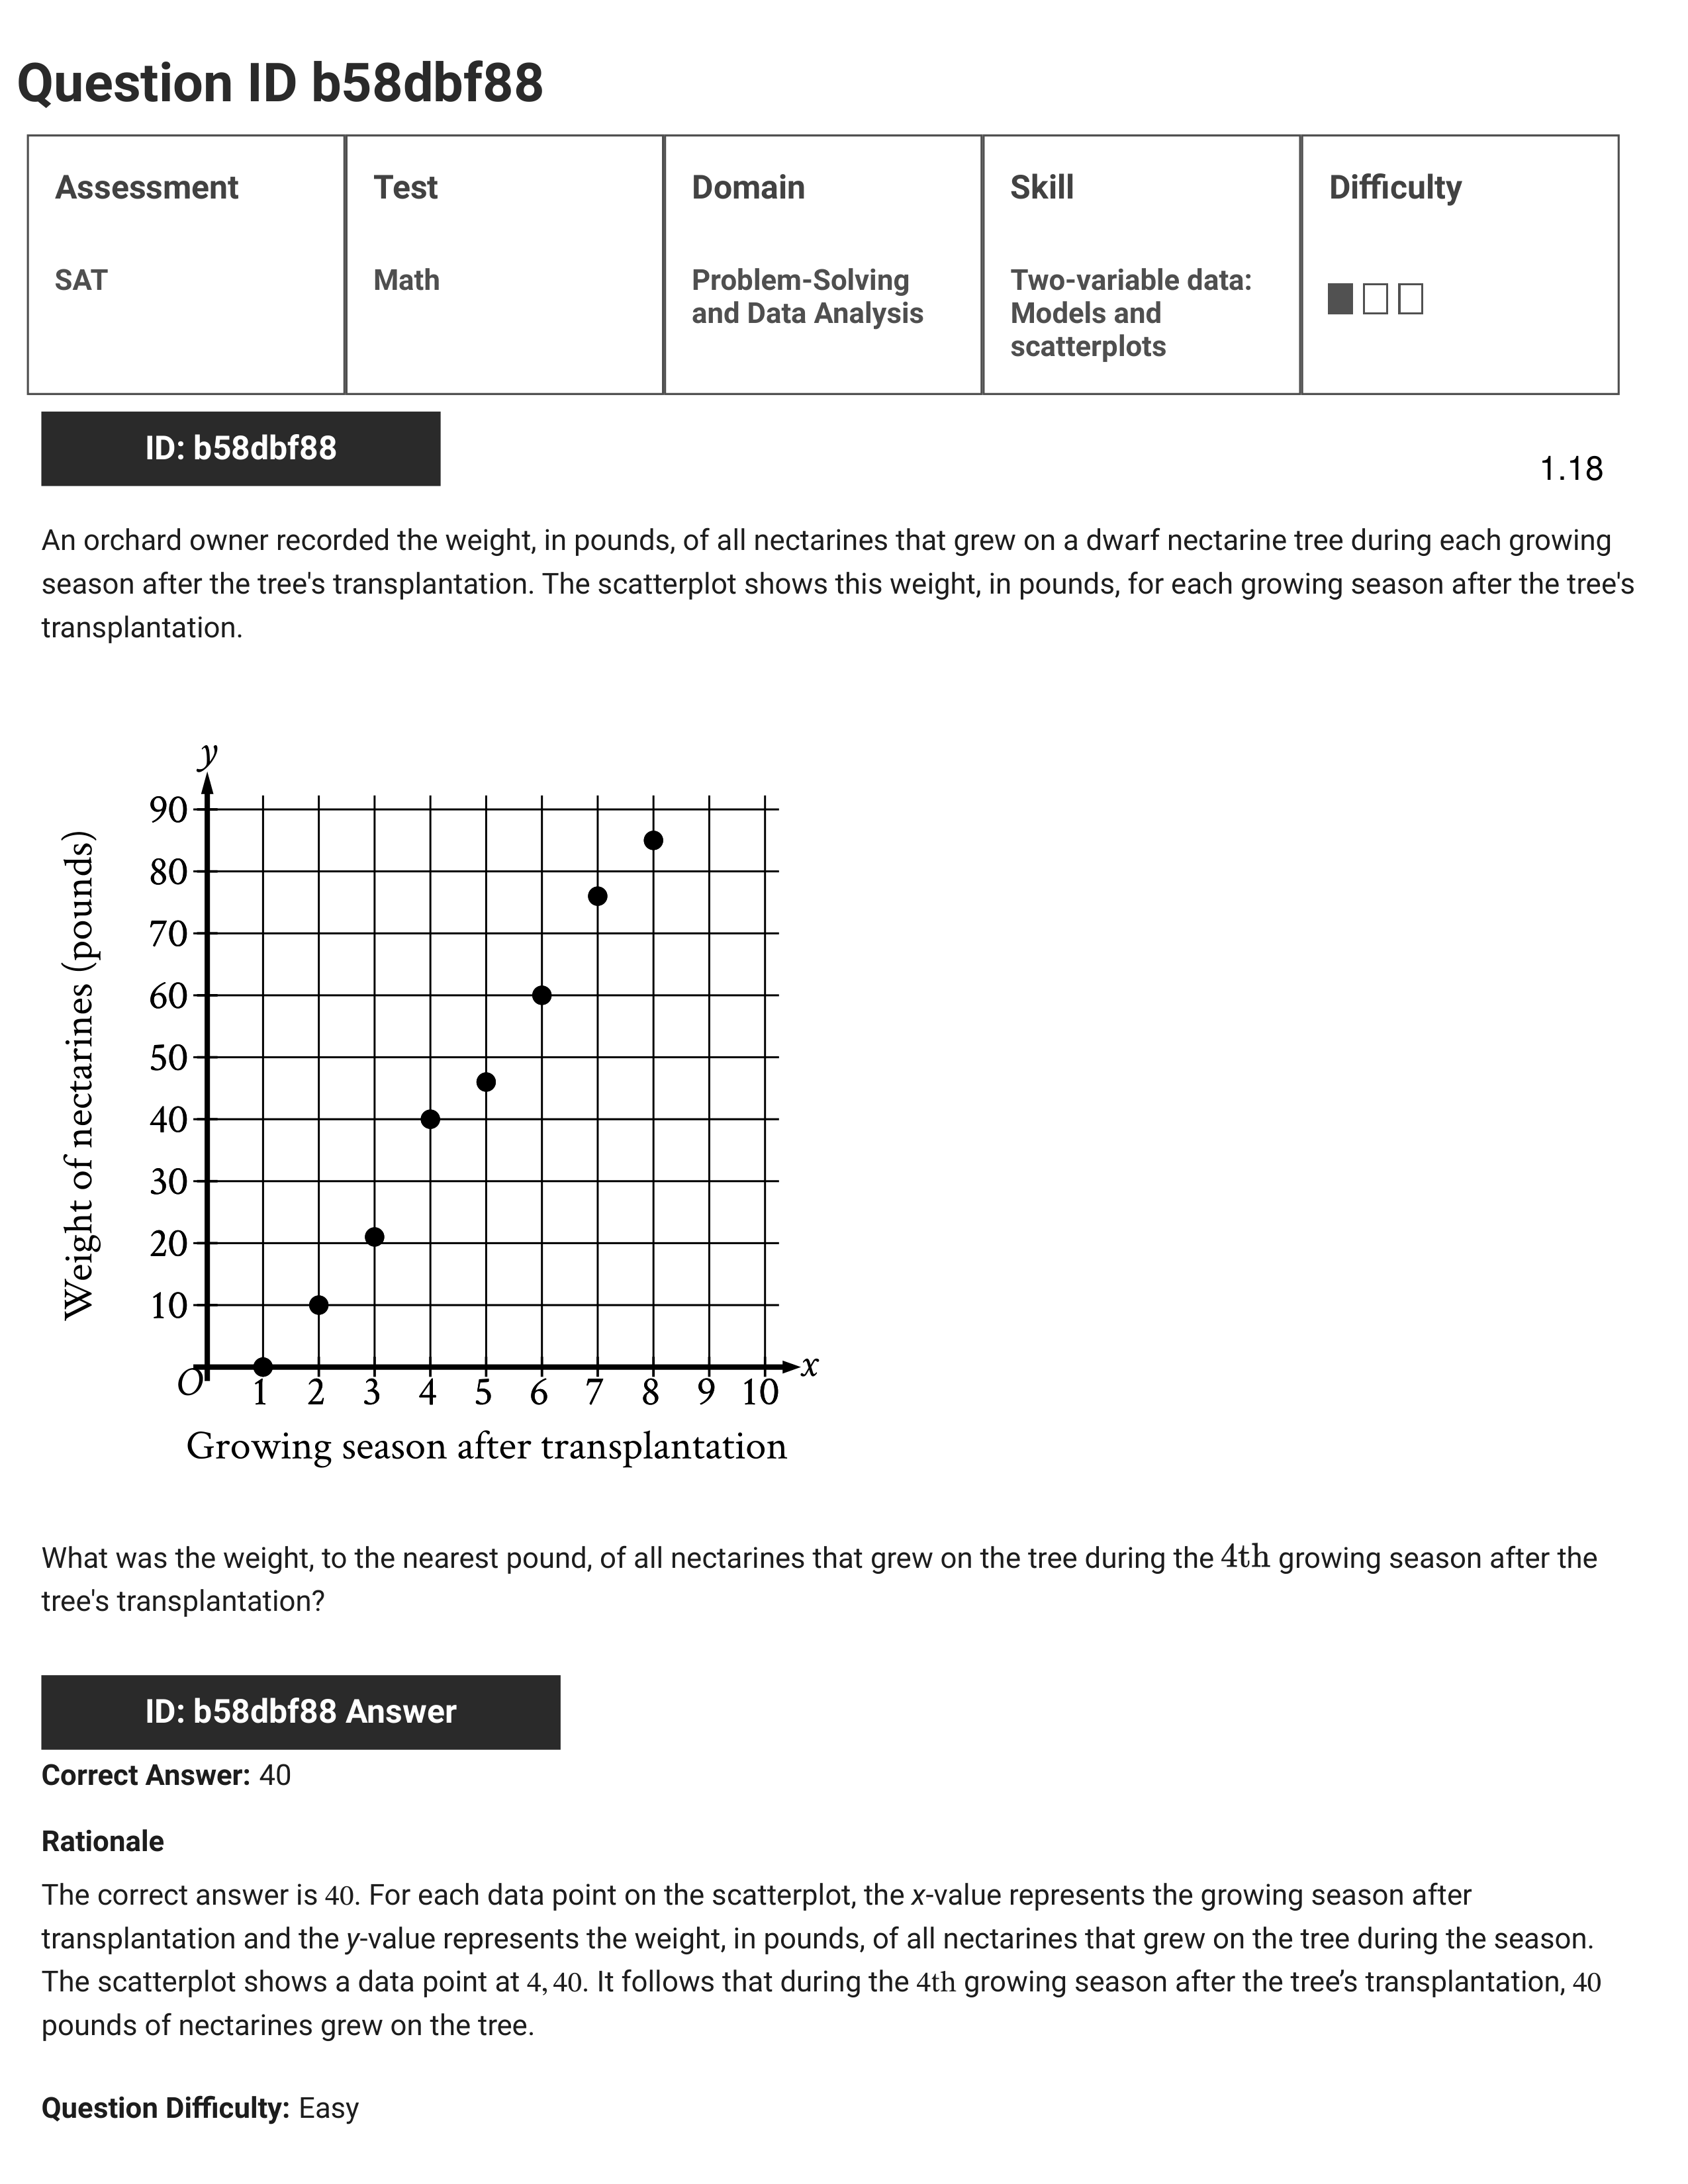 Question ID b58dbf88
Assessment
Test
Domain
Skill
Difficulty
SAT
Math
Problem-Solving
and Data Analysis
Two-variable data:
Models and
scatterplots
ID: b58dbf88
1.18
An orchard owner recorded the weight, in pounds, of all nectarines that grew on a dwarf nectarine tree during each growing
season after the tree's transplantation. The scatterplot shows this weight, in pounds, for each growing season after the tree's
transplantation.
y
90
80
70
60
50
40
30
20
10
Weight of nectarines (pounds)
O
1 2 3 4 5 6 7 8 9 10
x
Growing season after transplantation
What was the weight, to the nearest pound, of all nectarines that grew on the tree during the 4th growing season after the
tree's transplantation?
ID: b58dbf88 Answer
Correct Answer: 40
Rationale
The correct answer is 40. For each data point on the scatterplot, the x-value represents the growing season after
transplantation and the y-value represents the weight, in pounds, of all nectarines that grew on the tree during the season.
The scatterplot shows a data point at 4, 40. It follows that during the 4th growing season after the tree’s transplantation, 40
pounds of nectarines grew on the tree.
Question Difficulty: Easy